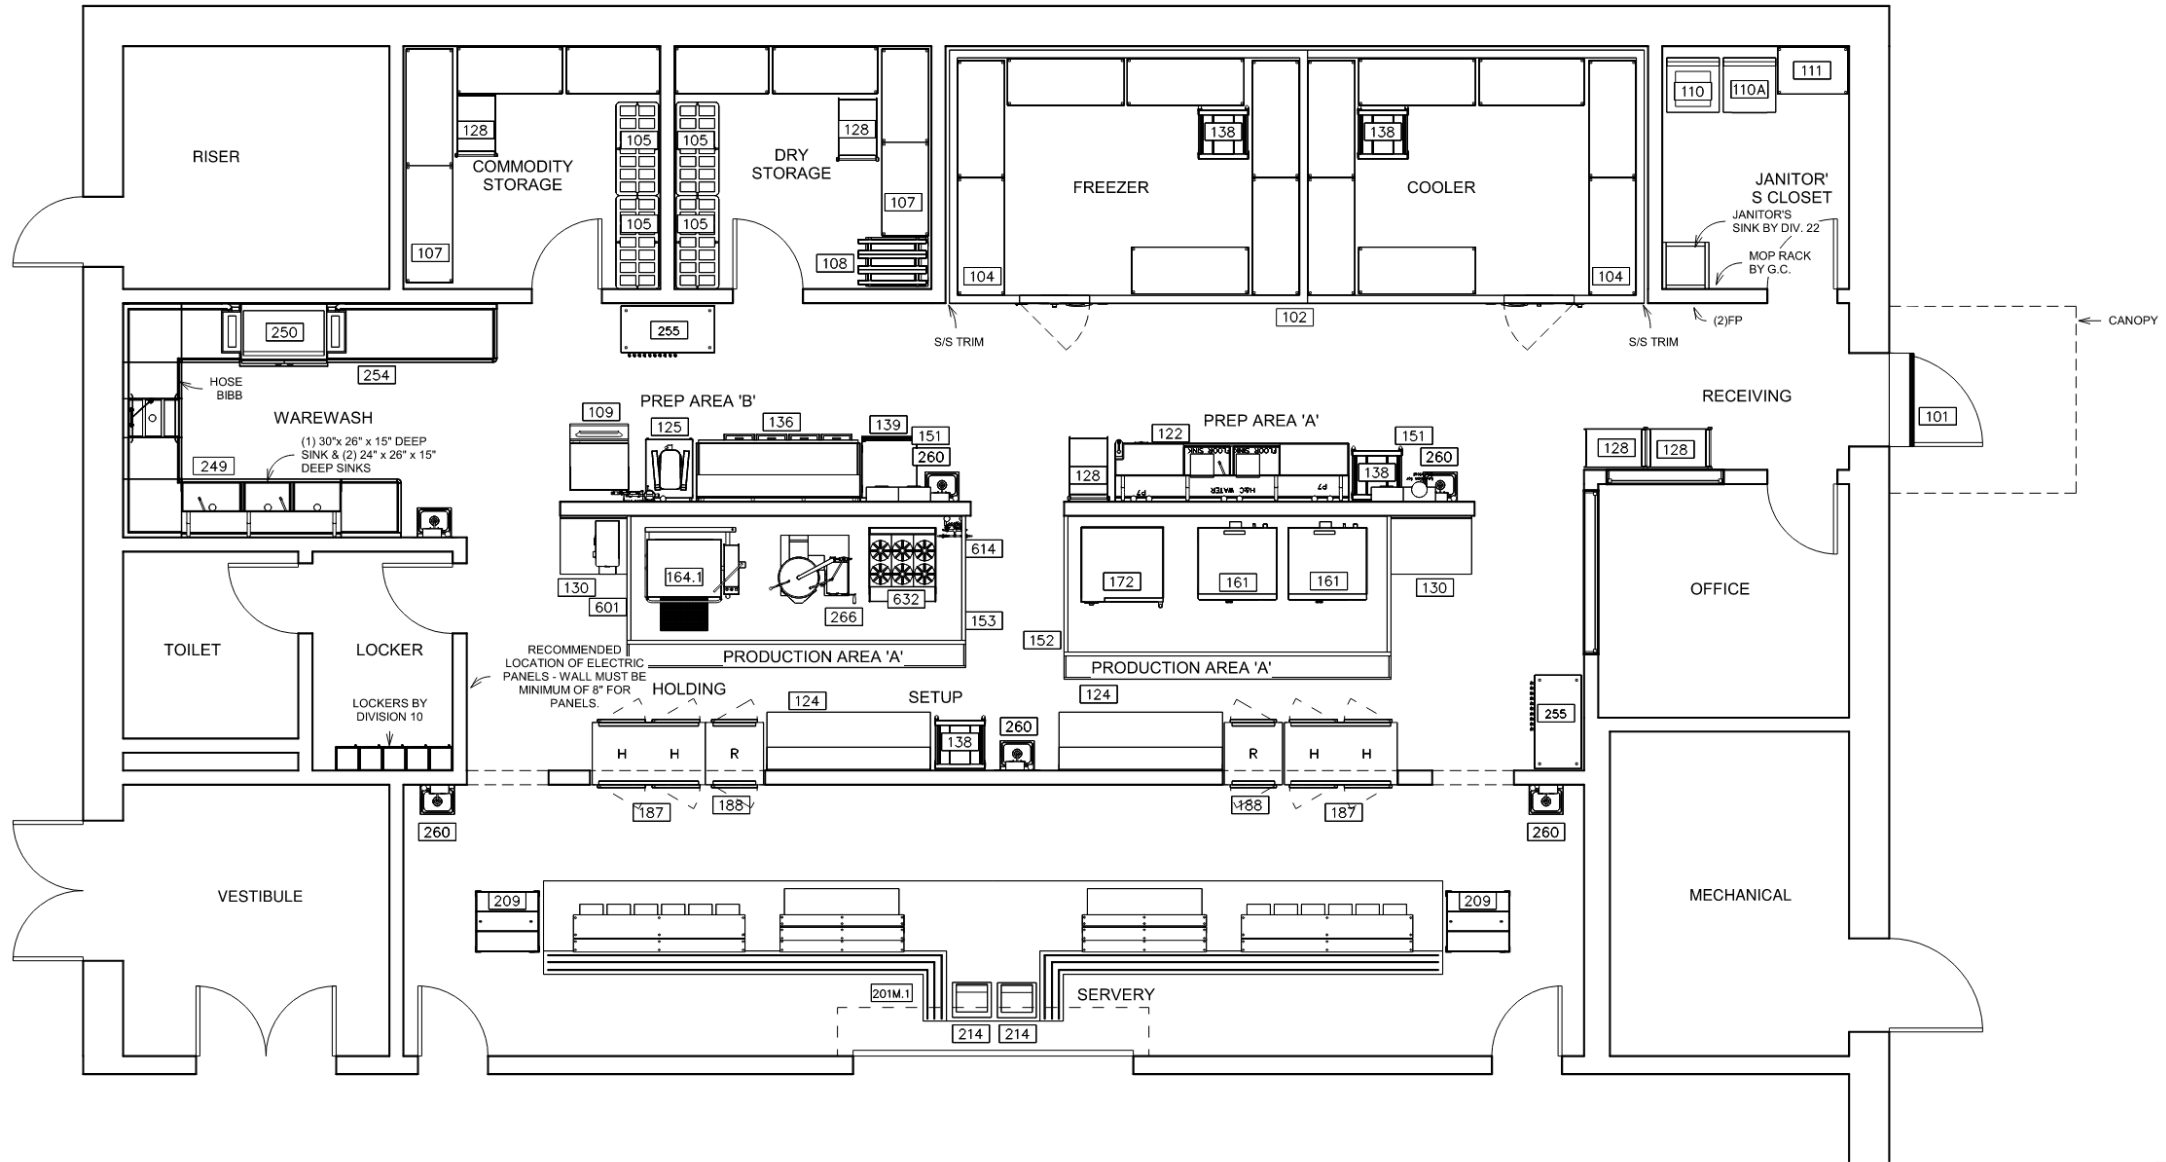 111
110
110A
RISER
128
105
105
128
138
138
COMMODITY
STORAGE
DRY
STORAGE
FREEZER
COOLER
JANITOR'
S CLOSET
JANITOR'S
SINK BY DIV. 22
107
105
105
107
108
104
104
MOP RACK
BY G.C.
250
255
102
(2)FP
CANOPY
S/S TRIM
S/S TRIM
254
HOSE
BIBB
WAREWASH
PREP AREA 'B'
PREP AREA 'A'
RECEIVING
101
109
125
136
139
151
122
151
(1) 30"x 26" x 15" DEEP
SINK & (2) 24" x 26" x 15"
DEEP SINKS
249
260
128
FLOOR SINK
FLOOR SINK
138
260
128
128
P7
H&C WATER
P7
614
130
164.1
266
632
172
161
161
130
OFFICE
601
153
152
TOILET
LOCKER
RECOMMENDED
LOCATION OF ELECTRIC
PANELS - WALL MUST BE
MINIMUM OF 8" FOR
PANELS.
PRODUCTION AREA 'A'
PRODUCTION AREA 'A'
HOLDING
SETUP
124
124
LOCKERS BY
DIVISION 10
255
260
138
H
H
R
R
H
H
187
188
188
187
260
260
VESTIBULE
209
209
MECHANICAL
201M.1
SERVERY
214
214